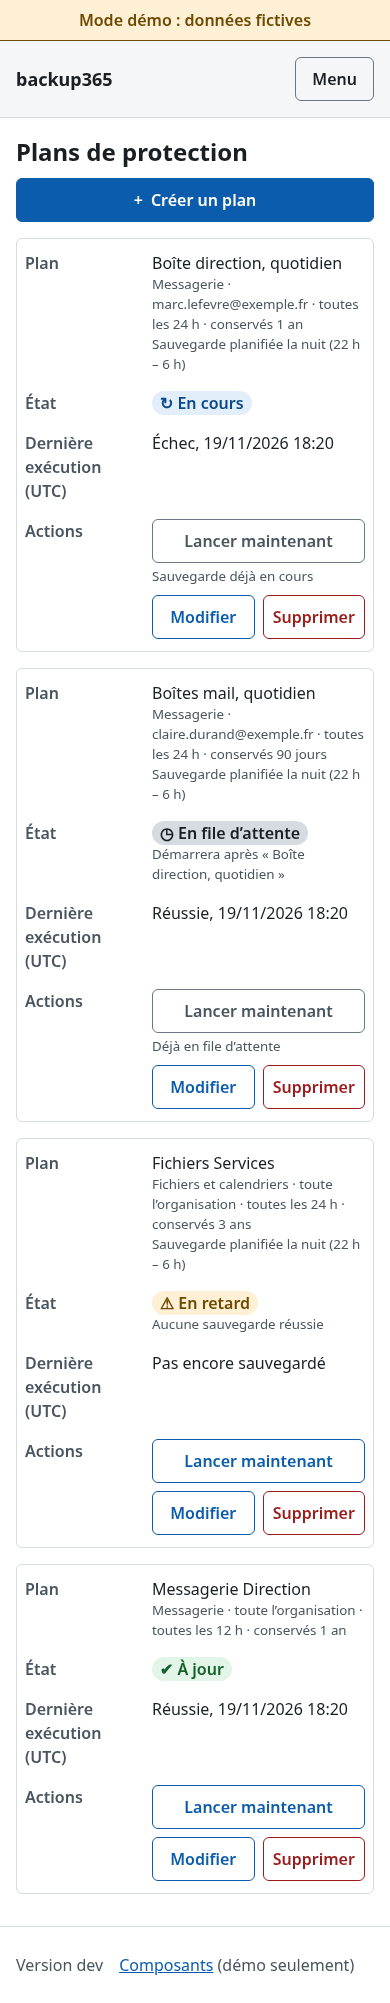 Mode démo : données fictives
backup365
Menu
Plans de protection
+ Créer un plan
Plan
Boîte direction, quotidien
Messagerie ·
marc.lefevre@exemple.fr · toutes
les 24 h · conservés 1 an
Sauvegarde planifiée la nuit (22 h
– 6 h)
État
↻ En cours
Dernière
exécution
(UTC)
Échec, 19/11/2026 18:20
Actions
Lancer maintenant
Sauvegarde déjà en cours
Modifier
Supprimer
Plan
Boîtes mail, quotidien
Messagerie ·
claire.durand@exemple.fr · toutes
les 24 h · conservés 90 jours
Sauvegarde planifiée la nuit (22 h
– 6 h)
État
◷ En file d’attente
Démarrera après « Boîte
direction, quotidien »
Dernière
exécution
(UTC)
Réussie, 19/11/2026 18:20
Actions
Lancer maintenant
Déjà en file d’attente
Modifier
Supprimer
Plan
Fichiers Services
Fichiers et calendriers · toute
l’organisation · toutes les 24 h ·
conservés 3 ans
Sauvegarde planifiée la nuit (22 h
– 6 h)
État
⚠ En retard
Aucune sauvegarde réussie
Dernière
exécution
(UTC)
Pas encore sauvegardé
Actions
Lancer maintenant
Modifier
Supprimer
Plan
Messagerie Direction
Messagerie · toute l’organisation ·
toutes les 12 h · conservés 1 an
État
✔ À jour
Dernière
exécution
(UTC)
Réussie, 19/11/2026 18:20
Actions
Lancer maintenant
Modifier
Supprimer
Version dev Composants (démo seulement)